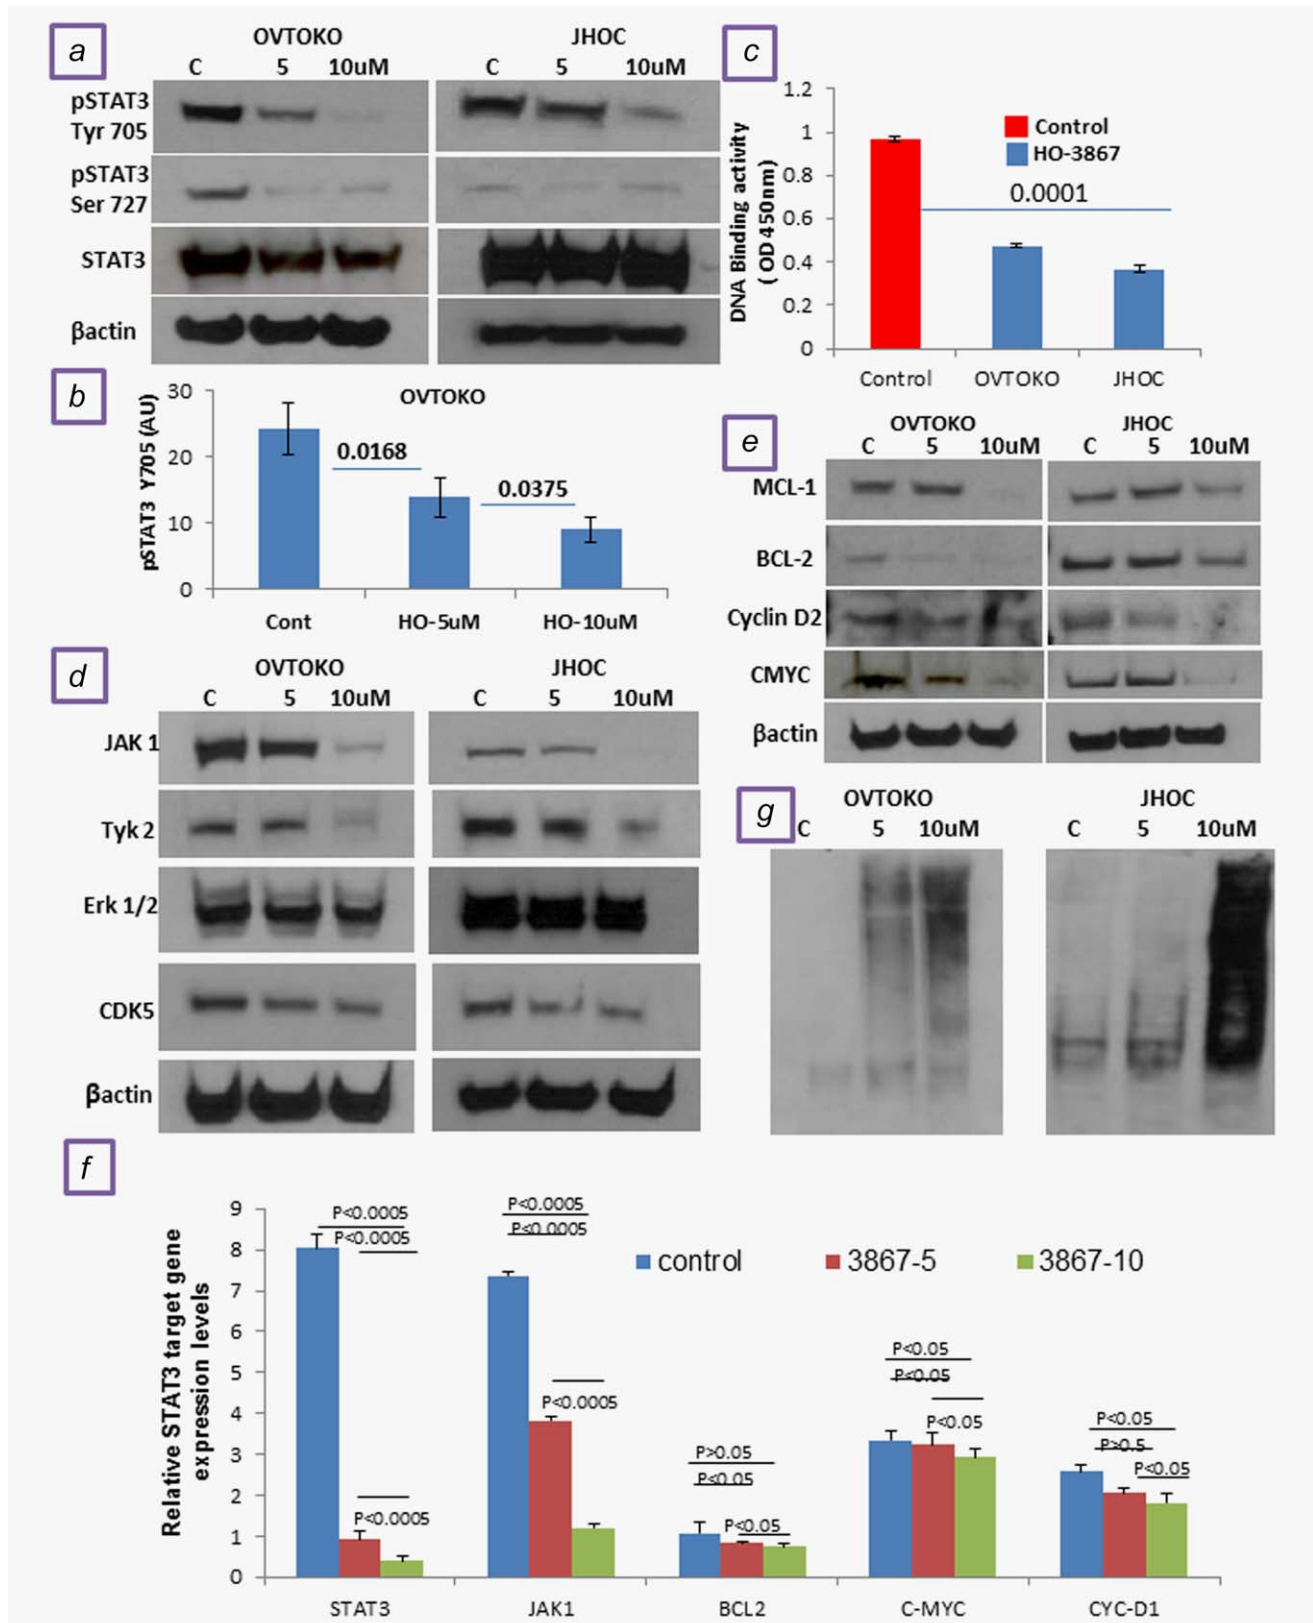 a
OVTOKO
JHOC
C 5 10uM
C 5 10uM
pSTAT3
Tyr 705
pSTAT3
Ser 727
STAT3
βactin
c
1.2
1
0.8
0.6
0.4
0.2
0
DNA Binding activity
( OD 450nm)
Control
HO-3867
0.0001
Control OVTOKO JHOC
b
OVTOKO
pSTAT3 Y705 (AU)
30
20
10
0
0.0168
0.0375
Cont HO-5uM HO-10uM
e
OVTOKO
JHOC
C 5 10uM
C 5 10uM
MCL-1
BCL-2
Cyclin D2
CMYC
βactin
d
OVTOKO
JHOC
C 5 10uM
C 5 10uM
JAK 1
Tyk 2
Erk 1/2
CDK5
βactin
g
OVTOKO
JHOC
C 5 10uM
C 5 10uM
f
Relative STAT3 target gene
expression levels
9
8
7
6
5
4
3
2
1
0
control 3867-5 3867-10
P<0.0005
P<0.0005
P<0.0005
P<0.0005
P<0.0005
P<0.0005
P>0.05
P<0.05
P<0.05
P<0.05
P<0.05
P<0.05
P<0.05
P>0.5
P<0.05
STAT3 JAK1 BCL2 C-MYC CYC-D1